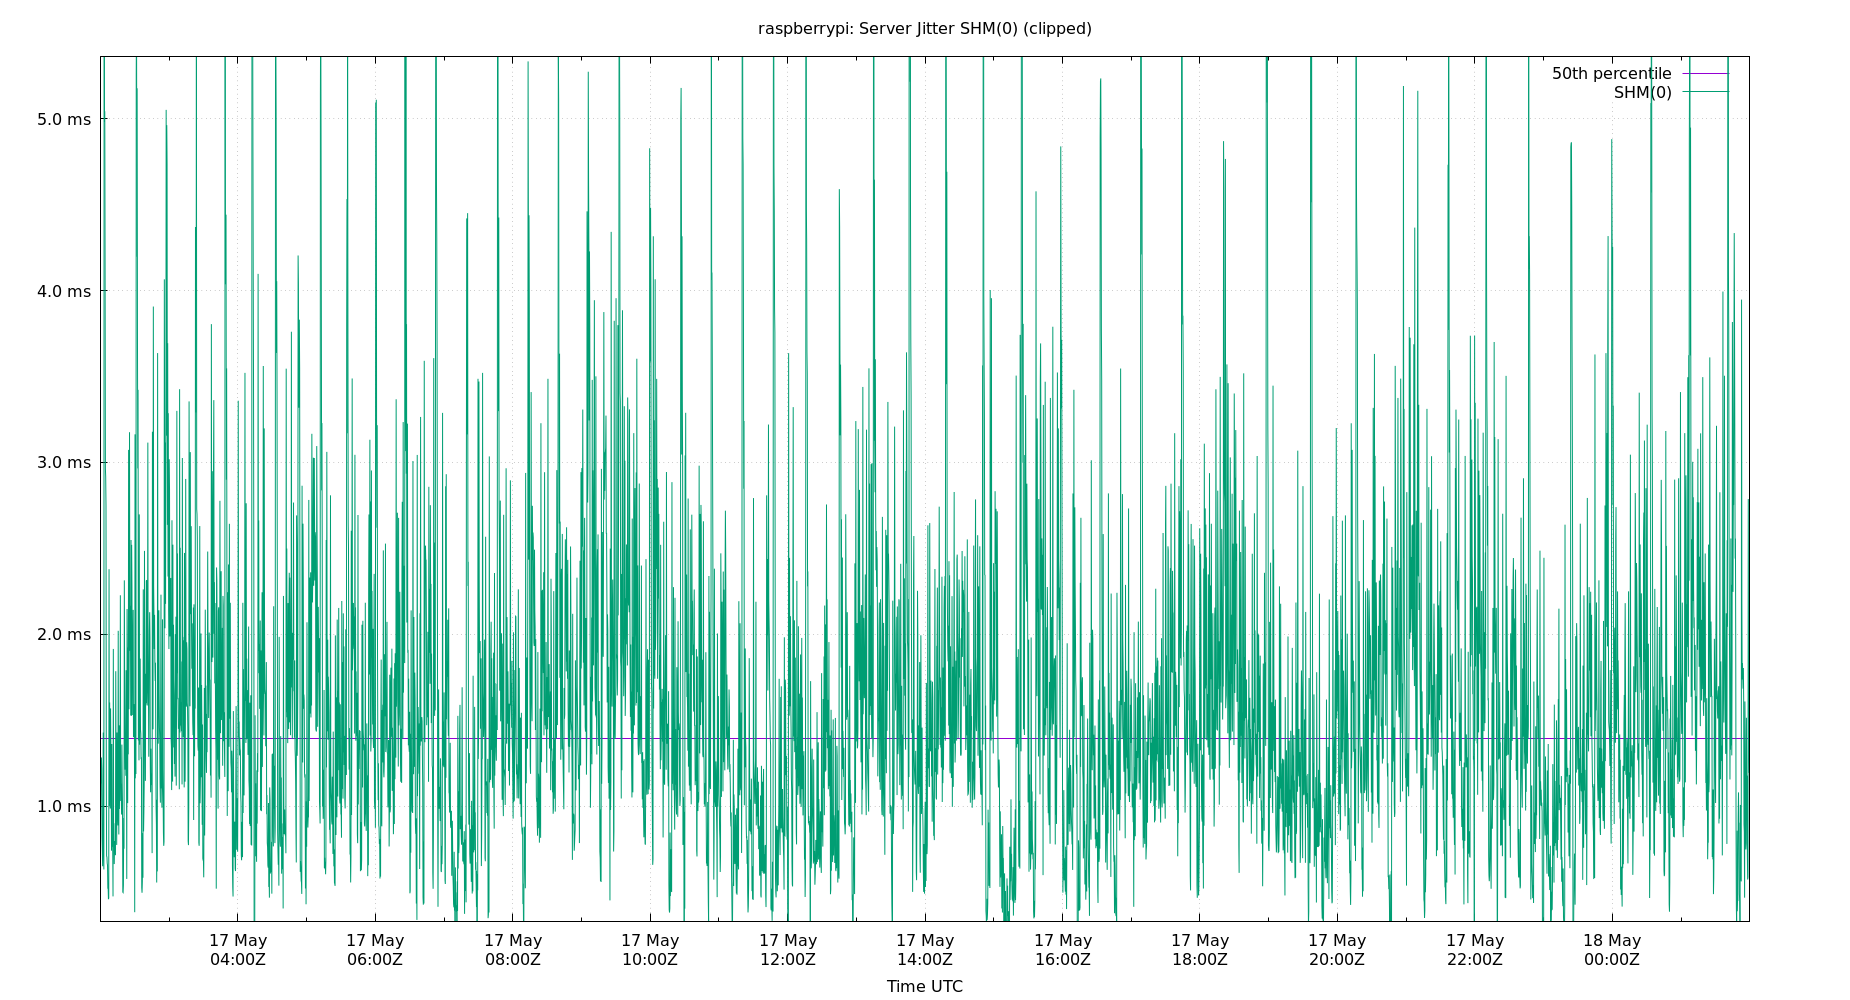 raspberrypi: Server Jitter SHM(0) (clipped)
50th percentile
SHM(0)
5.0 ms
4.0 ms
3.0 ms
2.0 ms
1.0 ms
17 May 17 May 17 May 17 May 17 May 17 May 17 May 17 May 17 May 17 May 18 May
04:00Z 06:00Z 08:00Z 10:00Z 12:00Z 14:00Z 16:00Z 18:00Z 20:00Z 22:00Z 00:00Z
Time UTC